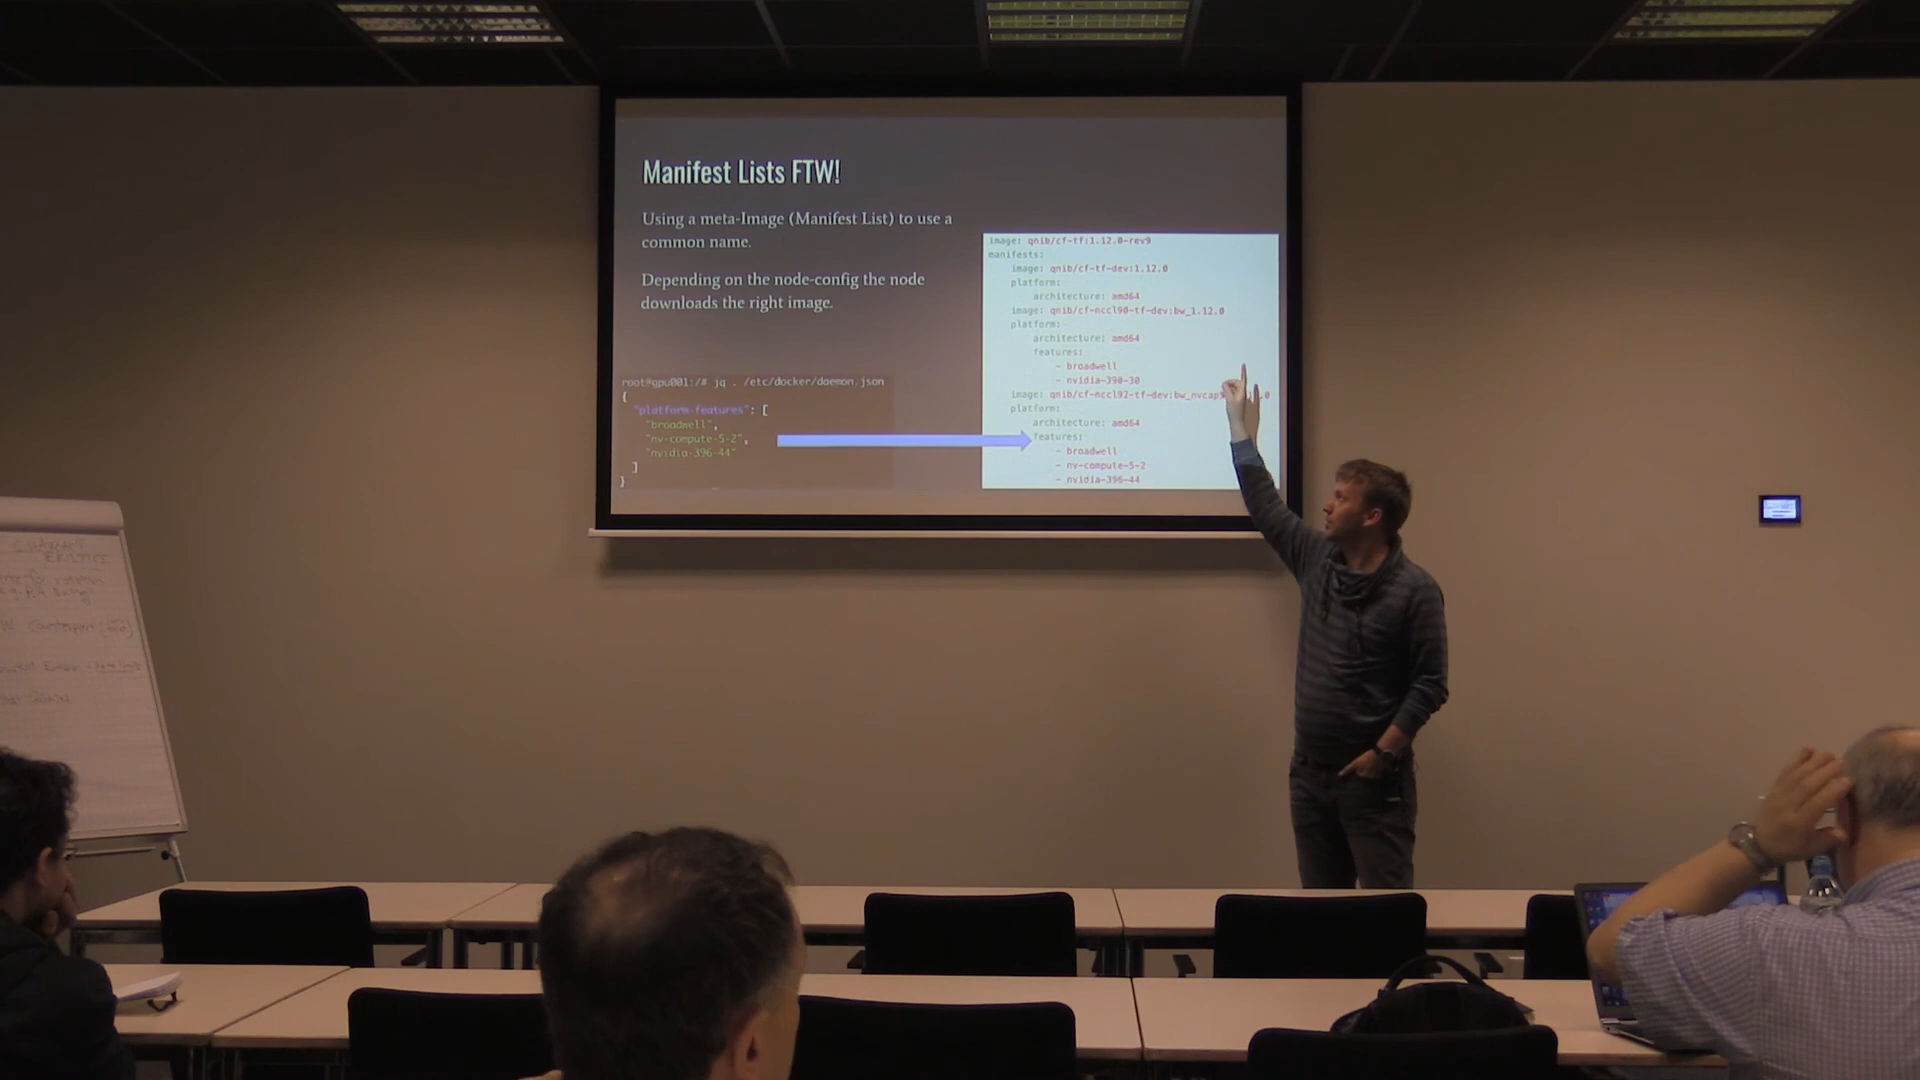 Manifest Lists FTW!
Using a meta-Image (Manifest List) to use a
common name.
Depending on the node-config the node
downloads the right image.
root@gpu001:/# jq . /etc/docker/daemon.json
{
"platform-features": [
"broadwell",
"nv-compute-5-2",
"nvidia-396-44"
]
}
image: qnib/cf-tf:1.12.0-rev9
manifests:
image: qnib/cf-tf-dev:1.12.0
platform:
architecture: amd64
image: qnib/cf-nccl90-tf-dev:bw_1.12.0
platform:
architecture: amd64
features:
- broadwell
- nvidia-390-30
image:
platform:
architecture: amd64
features:
- broadwell
- nv-compute-5-2
- nvidia-396-44